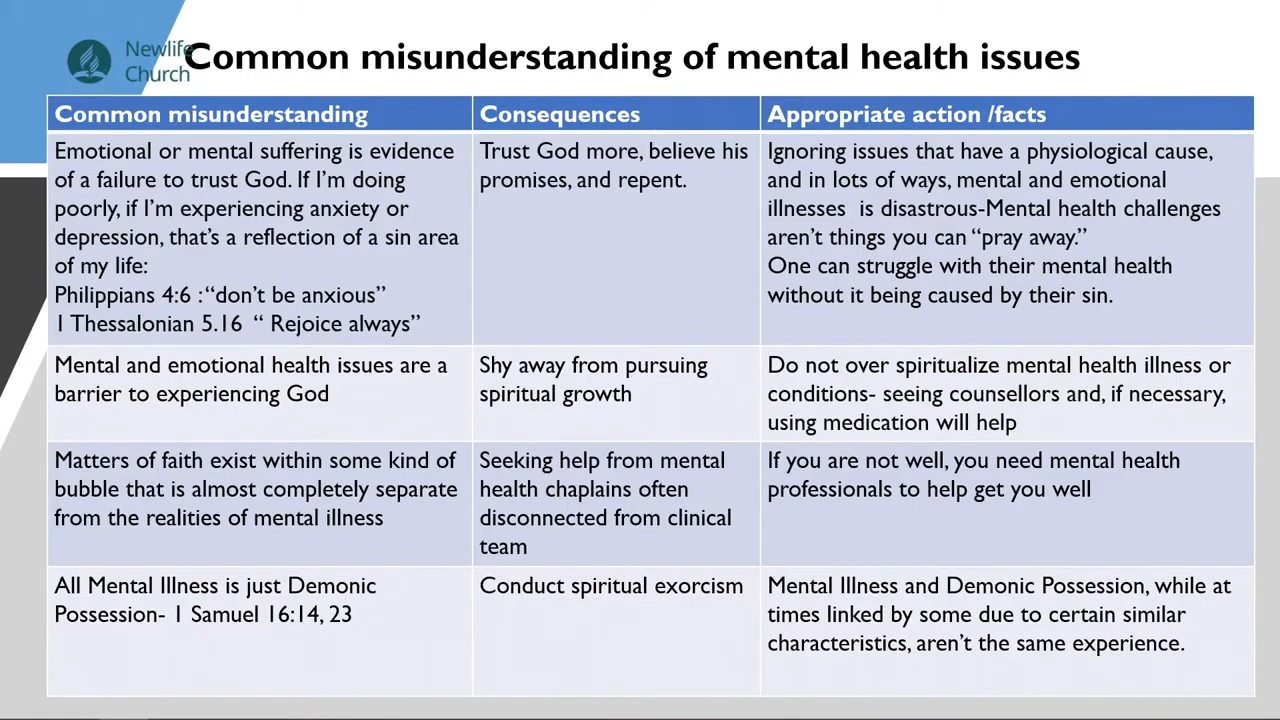 Newlife
Church
Common misunderstanding of mental health issues
Common misunderstanding
Consequences
Appropriate action /facts
Emotional or mental suffering is evidence
of a failure to trust God. If I'm doing
poorly, if I'm experiencing anxiety or
depression, that's a reflection of a sin area
of my life:
Philippians 4:6 :"don't be anxious"
1 Thessalonian 5.16 " Rejoice always"
Trust God more, believe his
promises, and repent.
Ignoring issues that have a physiological cause,
and in lots of ways, mental and emotional
illnesses  is disastrous-Mental health challenges
aren't things you can "pray away."
One can struggle with their mental health
without it being caused by their sin.
Mental and emotional health issues are a
barrier to experiencing God
Shy away from pursuing
spiritual growth
Do not over spiritualize mental health illness or
conditions- seeing counsellors and, if necessary,
using medication will help
Matters of faith exist within some kind of
bubble that is almost completely separate
from the realities of mental illness
Seeking help from mental
health chaplains often
disconnected from clinical
team
If you are not well, you need mental health
professionals to help get you well
All Mental Illness is just Demonic
Possession- 1 Samuel 16:14, 23
Conduct spiritual exorcism
Mental Illness and Demonic Possession, while at
times linked by some due to certain similar
characteristics, aren't the same experience.